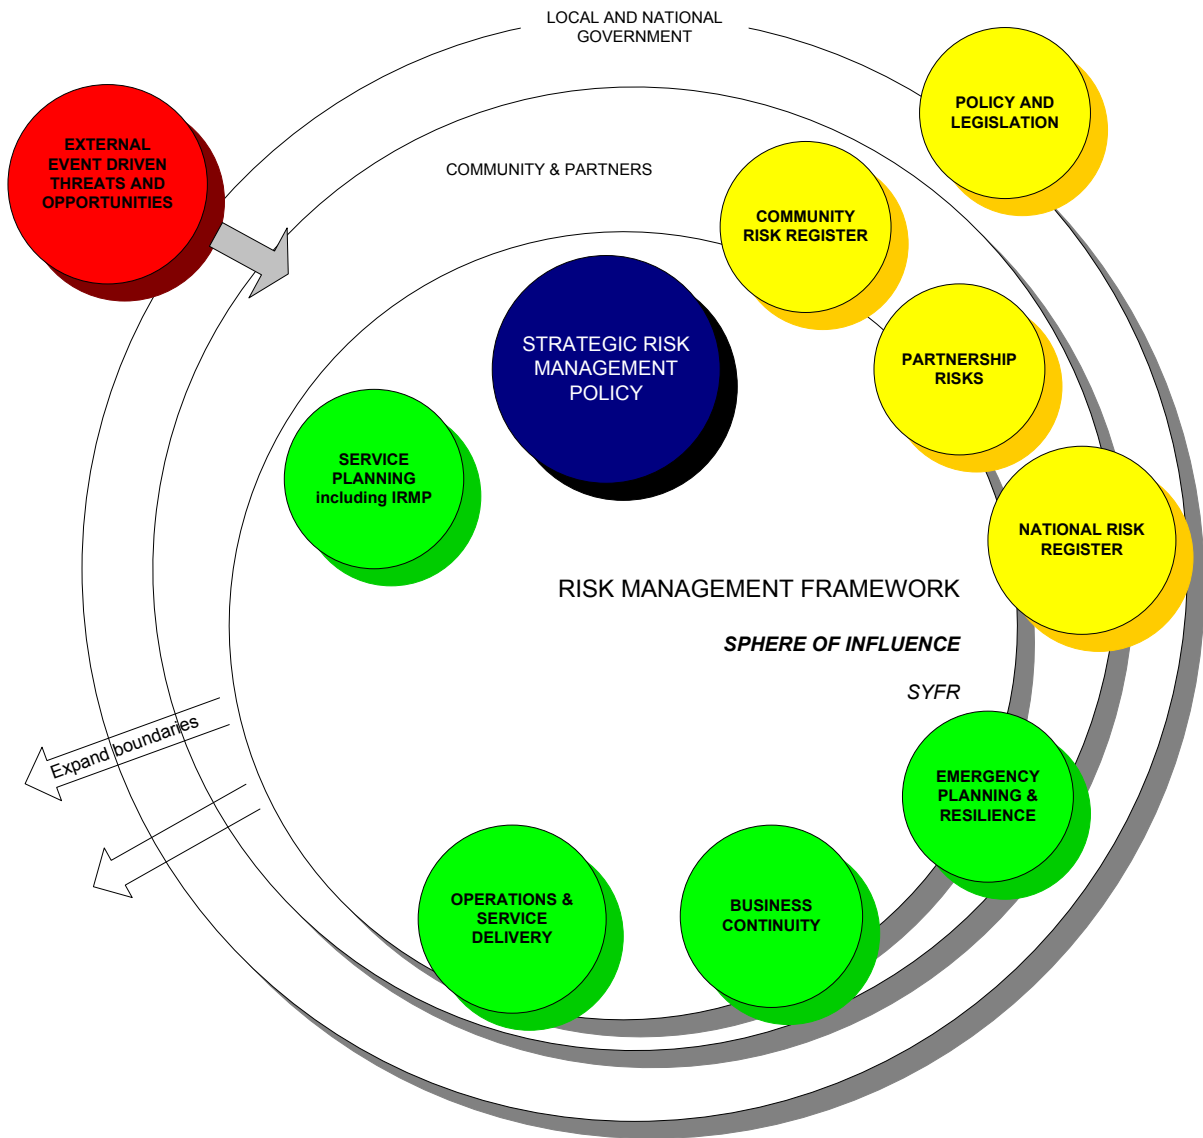 LOCAL AND NATIONAL
GOVERNMENT
POLICY AND
LEGISLATION
EXTERNAL
EVENT DRIVEN
THREATS AND
OPPORTUNITIES
COMMUNITY & PARTNERS
COMMUNITY
RISK REGISTER
STRATEGIC RISK
MANAGEMENT
POLICY
PARTNERSHIP
RISKS
SERVICE
PLANNING
including IRMP
NATIONAL RISK
REGISTER
RISK MANAGEMENT FRAMEWORK
SPHERE OF INFLUENCE
SYFR
Expand boundaries
EMERGENCY
PLANNING &
RESILIENCE
OPERATIONS &
SERVICE
DELIVERY
BUSINESS
CONTINUITY